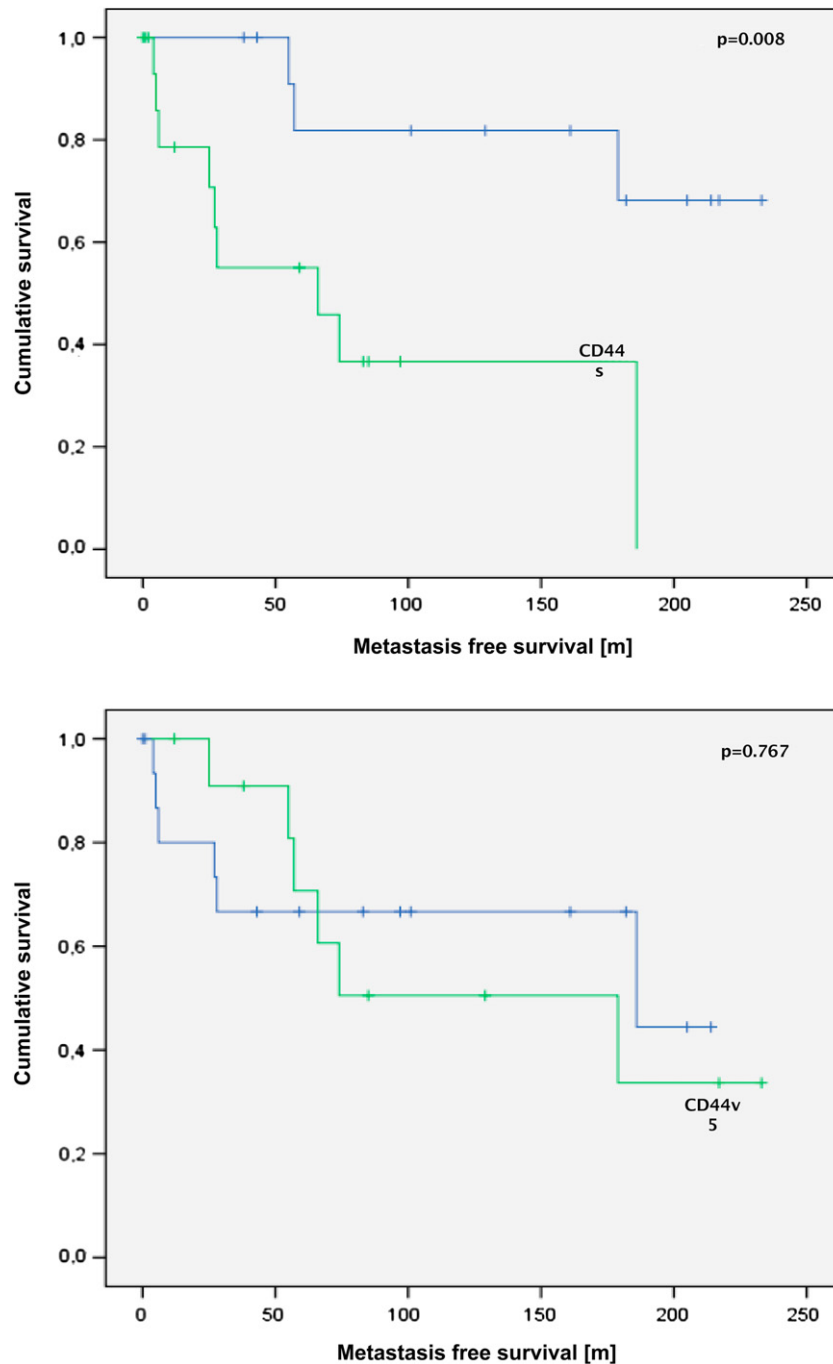 p=0.008
1,0
0,8
0,6
0,4
0,2
0,0
Cumulative survival
CD44
s
0 50 100 150 200 250
Metastasis free survival [m]
p=0.767
1,0
0,8
0,6
0,4
0,2
0,0
Cumulative survival
CD44v
5
0 50 100 150 200 250
Metastasis free survival [m]